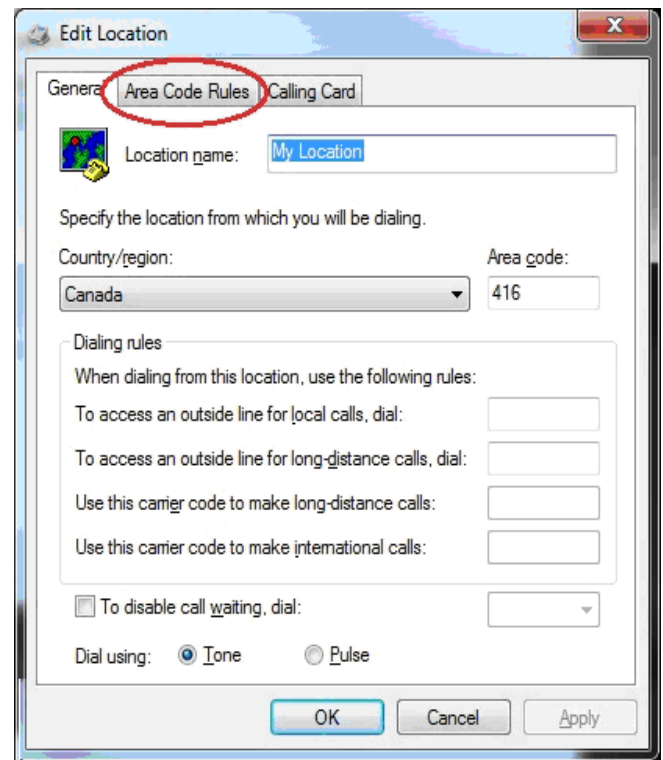 Edit Location
General Area Code Rules Calling Card
Location name: My Location
Specify the location from which you will be dialing.
Country/region: Area code:
Canada 416
Dialing rules
When dialing from this location, use the following rules:
To access an outside line for local calls, dial:
To access an outside line for long-distance calls, dial:
Use this carrier code to make long-distance calls:
Use this carrier code to make international calls:
To disable call waiting, dial:
Dial using: Tone Pulse
OK Cancel Apply